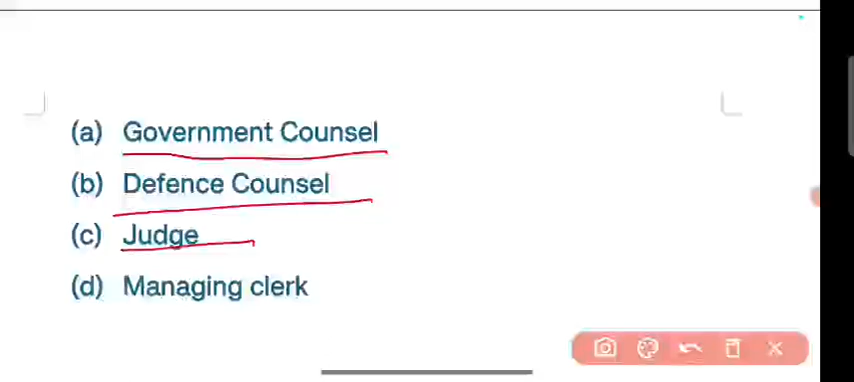 (a) Government Counsel
(b) Defence Counsel
(c) Judge
(d) Managing clerk